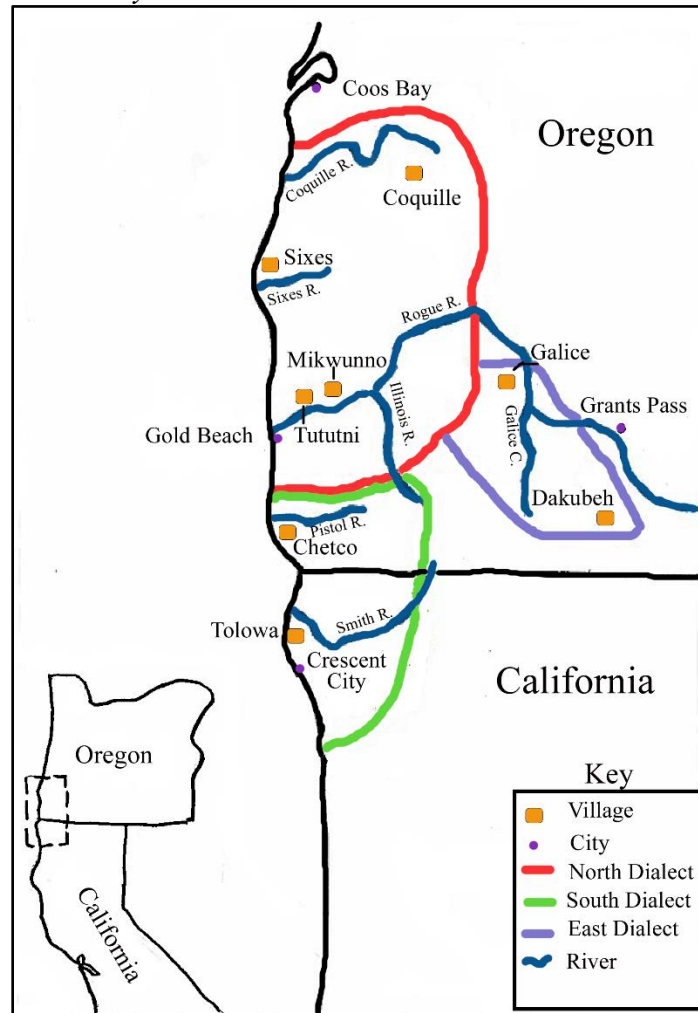 Coos Bay
Oregon
Coquille R.
Coquille
Sixes
Sixes R.
Rogue R.
Mikwunno
Galice
Illinois R.
Grants Pass
Gold Beach
Tututni
Galice C.
Dakubeh
Pistol R.
Chetco
Tolowa
Smith R.
Crescent
City
California
Oregon
California
Key
Village
City
North Dialect
South Dialect
East Dialect
River